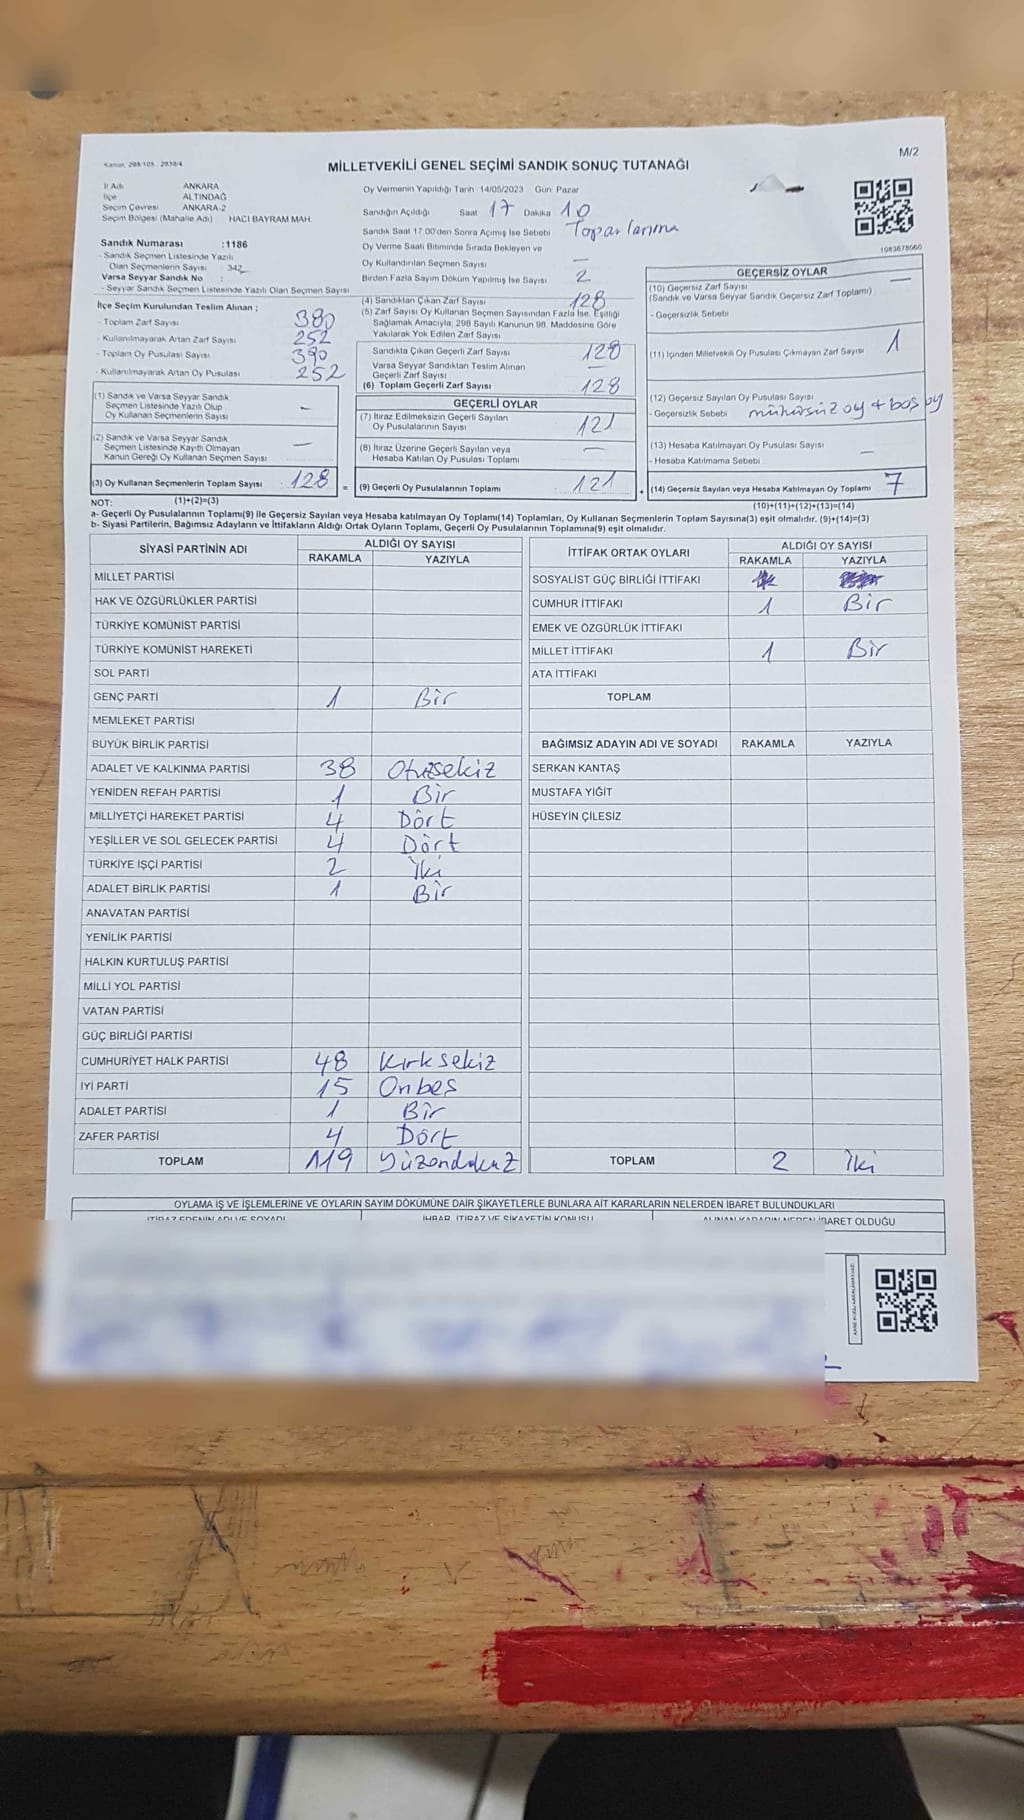 M/2
MİLLETVEKİLİ GENEL SEÇİMİ SANDIK SONUÇ TUTANAĞI
İl Adı ANKARA
İlçe ALTINDAĞ
Seçim Çevresi ANKARA-2
Seçim Bölgesi (Mahalle Adı) HACI BAYRAM MAH.
Sandık Numarası :1186
- Sandık Seçmen Listesinde Yazılı
Olan Seçmenlerin Sayısı 342
Varsa Seyyar Sandık No :
- Seyyar Sandık Seçmen Listesinde Yazılı Olan Seçmen Sayısı
Oy Vermenin Yapıldığı Tarih :14/05/2023 Gün: Pazar
Sandığın Açıldığı Saat 17 Dakika 10
Sandık Saat 17.00'den Sonra Açımış İse Sebebi : Toparlanma
Oy Verme Saati Bitiminde Sırada Bekleyen ve
Oy Kullandırılan Seçmen Sayısı —
Birden Fazla Sayım Döküm Yapılmış İse Sayısı 2
1083678060
İlçe Seçim Kurulundan Teslim Alınan ;
- Toplam Zarf Sayısı 380
- Kullanılmayarak Artan Zarf Sayısı 252
- Toplam Oy Pusulası Sayısı 390
- Kullanılmayarak Artan Oy Pusulası 252
(1) Sandık ve Varsa Seyyar Sandık
Seçmen Listesinde Yazılı Olup
Oy Kullanan Seçmenlerin Sayısı —
(2) Sandık ve Varsa Seyyar Sandık
Seçmen Listesinde Kayıtlı Olmayan
Kanun Gereği Oy Kullanan Seçmen Sayısı —
(3) Oy Kullanan Seçmenlerin Toplam Sayısı : 128 =
(4) Sandıktan Çıkan Zarf Sayısı 128
(5) Zarf Sayısı Oy Kullanan Seçmen Sayısından Fazla İse, Eşitliği
Sağlamak Amacıyla; 298 Sayılı Kanunun 98. Maddesine Göre
Yakılarak Yok Edilen Zarf Sayısı
Sandıkta Çıkan Geçerli Zarf Sayısı 128
Varsa Seyyar Sandıktan Teslim Alınan
Geçerli Zarf Sayısı —
(6) Toplam Geçerli Zarf Sayısı 128
GEÇERLİ OYLAR
(7) İtiraz Edilmeksizin Geçerli Sayılan
Oy Pusulalarının Sayısı 121
(8) İtiraz Üzerine Geçerli Sayılan veya
Hesaba Katılan Oy Pusulası Toplamı —
(9) Geçerli Oy Pusulalarının Toplamı : 121 +
GEÇERSİZ OYLAR
(10) Geçersiz Zarf Sayısı —
(Sandık ve Varsa Seyyar Sandık Geçersiz Zarf Toplamı)
- Geçersizlik Sebebi
(11) İçinden Milletvekili Oy Pusulası Çıkmayan Zarf Sayısı 1
(12) Geçersiz Sayılan Oy Pusulası Sayısı
- Geçersizlik Sebebi : mühürsüz oy + boş oy
(13) Hesaba Katılmayan Oy Pusulası Sayısı —
- Hesaba Katılmama Sebebi :
(14) Geçersiz Sayılan veya Hesaba Katılmayan Oy Toplamı 7
NOT: (1)+(2)=(3) (10)+(11)+(12)+(13)=(14)
a- Geçerli Oy Pusulalarının Toplamı(9) ile Geçersiz Sayılan veya Hesaba katılmayan Oy Toplamı(14) Toplamları, Oy Kullanan Seçmenlerin Toplam Sayısına(3) eşit olmalıdır. (9)+(14)=(3)
b- Siyasi Partilerin, Bağımsız Adayların ve İttifakların Aldığı Ortak Oyların Toplamı, Geçerli Oy Pusulalarının Toplamına(9) eşit olmalıdır.
SİYASİ PARTİNİN ADI ALDIĞI OY SAYISI
RAKAMLA YAZIYLA
MİLLET PARTİSİ
HAK VE ÖZGÜRLÜKLER PARTİSİ
TÜRKİYE KOMÜNİST PARTİSİ
TÜRKİYE KOMÜNİST HAREKETİ
SOL PARTİ
GENÇ PARTİ 1 Bir
MEMLEKET PARTİSİ
BÜYÜK BİRLİK PARTİSİ
ADALET VE KALKINMA PARTİSİ 38 Otuzsekiz
YENİDEN REFAH PARTİSİ 1 Bir
MİLLİYETÇİ HAREKET PARTİSİ 4 Dört
YEŞİLLER VE SOL GELECEK PARTİSİ 4 Dört
TÜRKİYE İŞÇİ PARTİSİ 2 İki
ADALET BİRLİK PARTİSİ 1 Bir
ANAVATAN PARTİSİ
YENİLİK PARTİSİ
HALKIN KURTULUŞ PARTİSİ
MİLLİ YOL PARTİSİ
VATAN PARTİSİ
GÜÇ BİRLİĞİ PARTİSİ
CUMHURİYET HALK PARTİSİ 48 Kırksekiz
İYİ PARTİ 15 Onbeş
ADALET PARTİSİ 1 Bir
ZAFER PARTİSİ 4 Dört
TOPLAM 119 Yüzondokuz
İTTİFAK ORTAK OYLARI ALDIĞI OY SAYISI
RAKAMLA YAZIYLA
SOSYALİST GÜÇ BİRLİĞİ İTTİFAKI
CUMHUR İTTİFAKI 1 Bir
EMEK VE ÖZGÜRLÜK İTTİFAKI
MİLLET İTTİFAKI 1 Bir
ATA İTTİFAKI
TOPLAM
BAĞIMSIZ ADAYIN ADI VE SOYADI RAKAMLA YAZIYLA
SERKAN KANTAŞ
MUSTAFA YİĞİT
HÜSEYİN ÇİLESİZ
TOPLAM 2 İki
OYLAMA İŞ VE İŞLEMLERİNE VE OYLARIN SAYIM DÖKÜMÜNE DAİR ŞİKAYETLERLE BUNLARA AİT KARARLARIN NELERDEN İBARET BULUNDUKLARI
İTİRAZ EDENİN ADI VE SOYADI İHBAR, İTİRAZ VE ŞİKAYETİN KONUSU ALINAN KARARIN NEDEN İBARET OLDUĞU